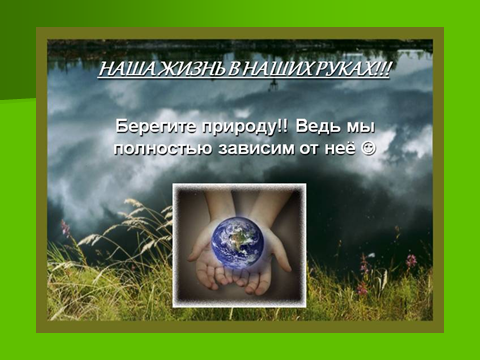 НАША ЖИЗНЬ В НАШИХ РУКАХ!!!
Берегите природу!! Ведь мы
полностью зависим от неё ☺